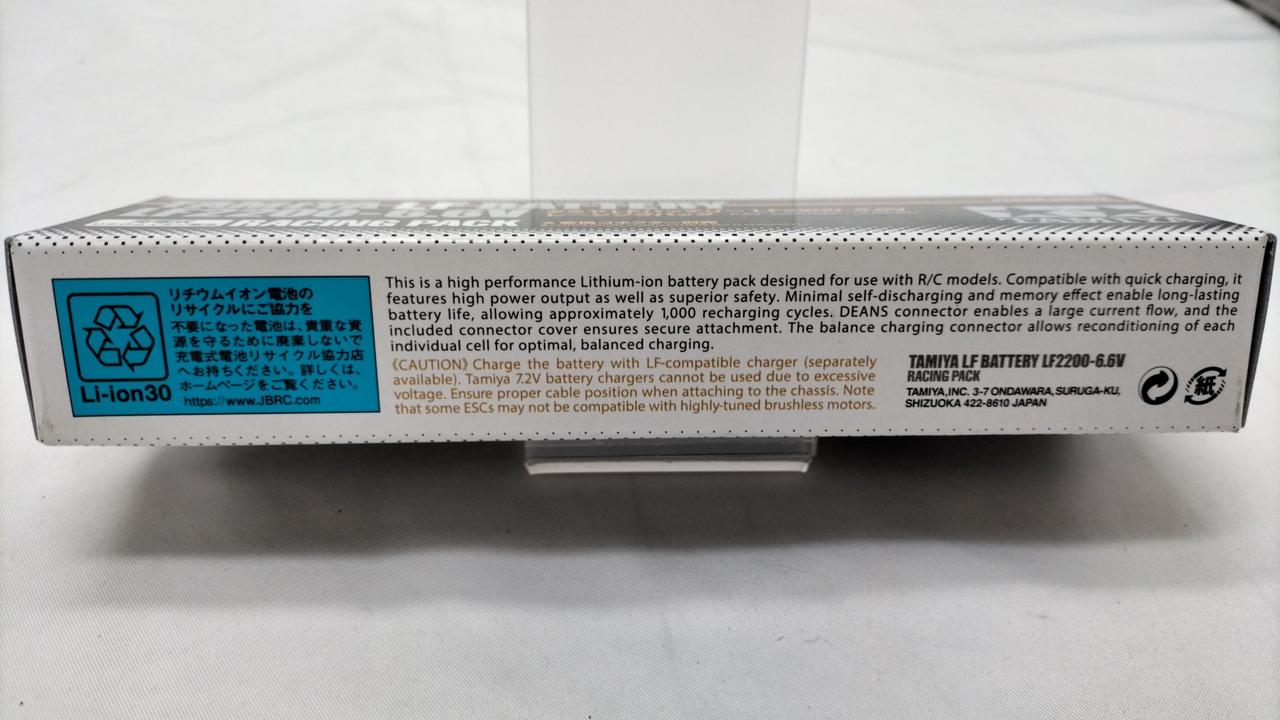 RACING PACK
リチウムイオン電池の
リサイクルにご協力を
不要になった電池は、貴重な資
源を守るために廃棄しないで
充電式電池リサイクル協力店
へお持ちください。詳しくは、
ホームページをご覧ください。
Li-ion30 https://www.JBRC.com
This is a high performance Lithium-ion battery pack designed for use with R/C models. Compatible with quick charging, it
features high power output as well as superior safety. Minimal self-discharging and memory effect enable long-lasting
battery life, allowing approximately 1,000 recharging cycles. DEANS connector enables a large current flow, and the
included connector cover ensures secure attachment. The balance charging connector allows reconditioning of each
individual cell for optimal, balanced charging.
《CAUTION》 Charge the battery with LF-compatible charger (separately
available). Tamiya 7.2V battery chargers cannot be used due to excessive
voltage. Ensure proper cable position when attaching to the chassis. Note
that some ESCs may not be compatible with highly-tuned brushless motors.
TAMIYA LF BATTERY LF2200-6.6V
RACING PACK
TAMIYA,INC. 3-7 ONDAWARA,SURUGA-KU,
SHIZUOKA 422-8610 JAPAN
紙